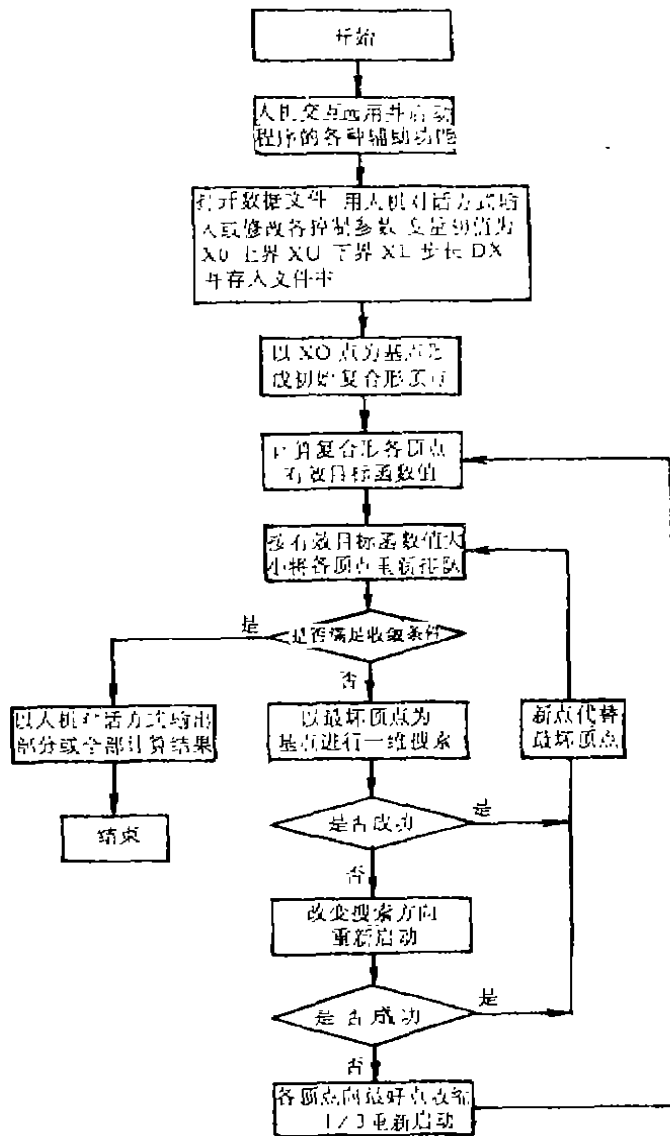 开始
人机交互选用并启动
程序的各种辅助功能
打开数据文件 用人机对话方式输
入或修改各控制参数 变量初值为
X0 上界 XU 下界 XL 步长 DX
并存入文件中
以 XO 点为基点形
成初始复合形顶点
计算复合形各顶点
有效目标函数值
按有效目标函数值大
小将各顶点重新排队
是否满足收敛条件
是
否
以人机对话方式输出
部分或全部计算结果
以最坏顶点为
基点进行一维搜索
新点代替
最坏顶点
结束
是否成功
是
否
改变搜索方向
重新启动
是否成功
是
否
各顶点向最好点收缩
1/3重新启动